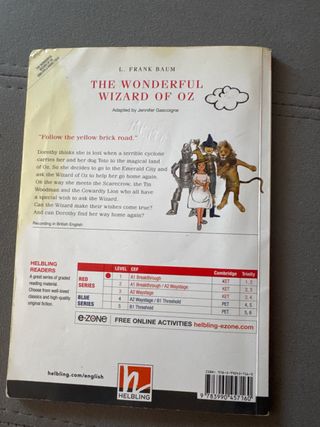 L. FRANK BAUM
THE WONDERFUL
WIZARD OF OZ
Adapted by Jennifer Gascoigne
"Follow the yellow brick road."
Dorothy thinks she is lost when a terrible cyclone
carries her and her dog Toto to the magical land
of Oz. So she decides to go to the Emerald City and
ask the Wizard of Oz to help her go home again.
On the way she meets the Scarecrow, the Tin
Woodman and the Cowardly Lion who all have
a special wish to ask the Wizard.
Can the Wizard make their wishes come true?
And can Dorothy find her way home again?
Recording in British English
HELBLING
READERS
A great series of graded
reading material.
Choose from well-loved
classics and high-quality
original fiction.
LEVEL CEF Cambridge Trinity
RED SERIES 1 A1 Breakthrough KET 1, 2
2 A1 Breakthrough / A2 Waystage KET 2, 3
3 A2 Waystage KET 3, 4
BLUE SERIES 4 A2 Waystage / B1 Threshold PET
5 B1 Threshold PET 5, 6
e-zone FREE ONLINE ACTIVITIES helbling-ezone.com
helbling.com/english
H
HELBLING
9 783990 457160